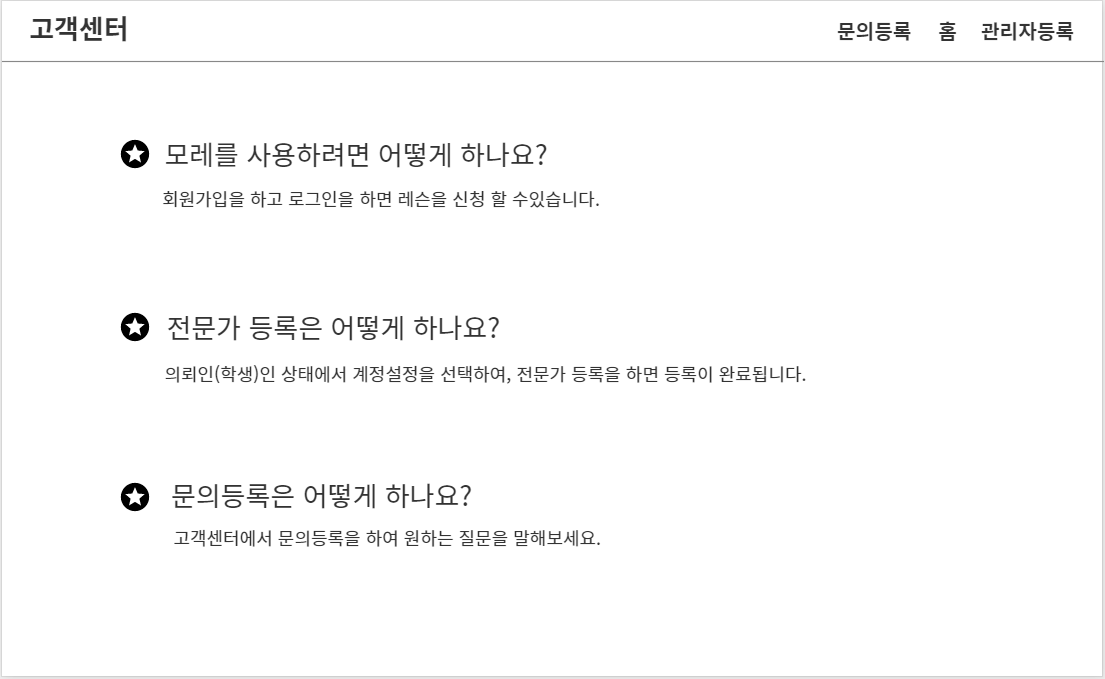 고객센터
문의등록 홈 관리자등록
모레를 사용하려면 어떻게 하나요?
회원가입을 하고 로그인을 하면 레슨을 신청 할 수있습니다.
전문가 등록은 어떻게 하나요?
의뢰인(학생)인 상태에서 계정설정을 선택하여, 전문가 등록을 하면 등록이 완료됩니다.
문의등록은 어떻게 하나요?
고객센터에서 문의등록을 하여 원하는 질문을 말해보세요.